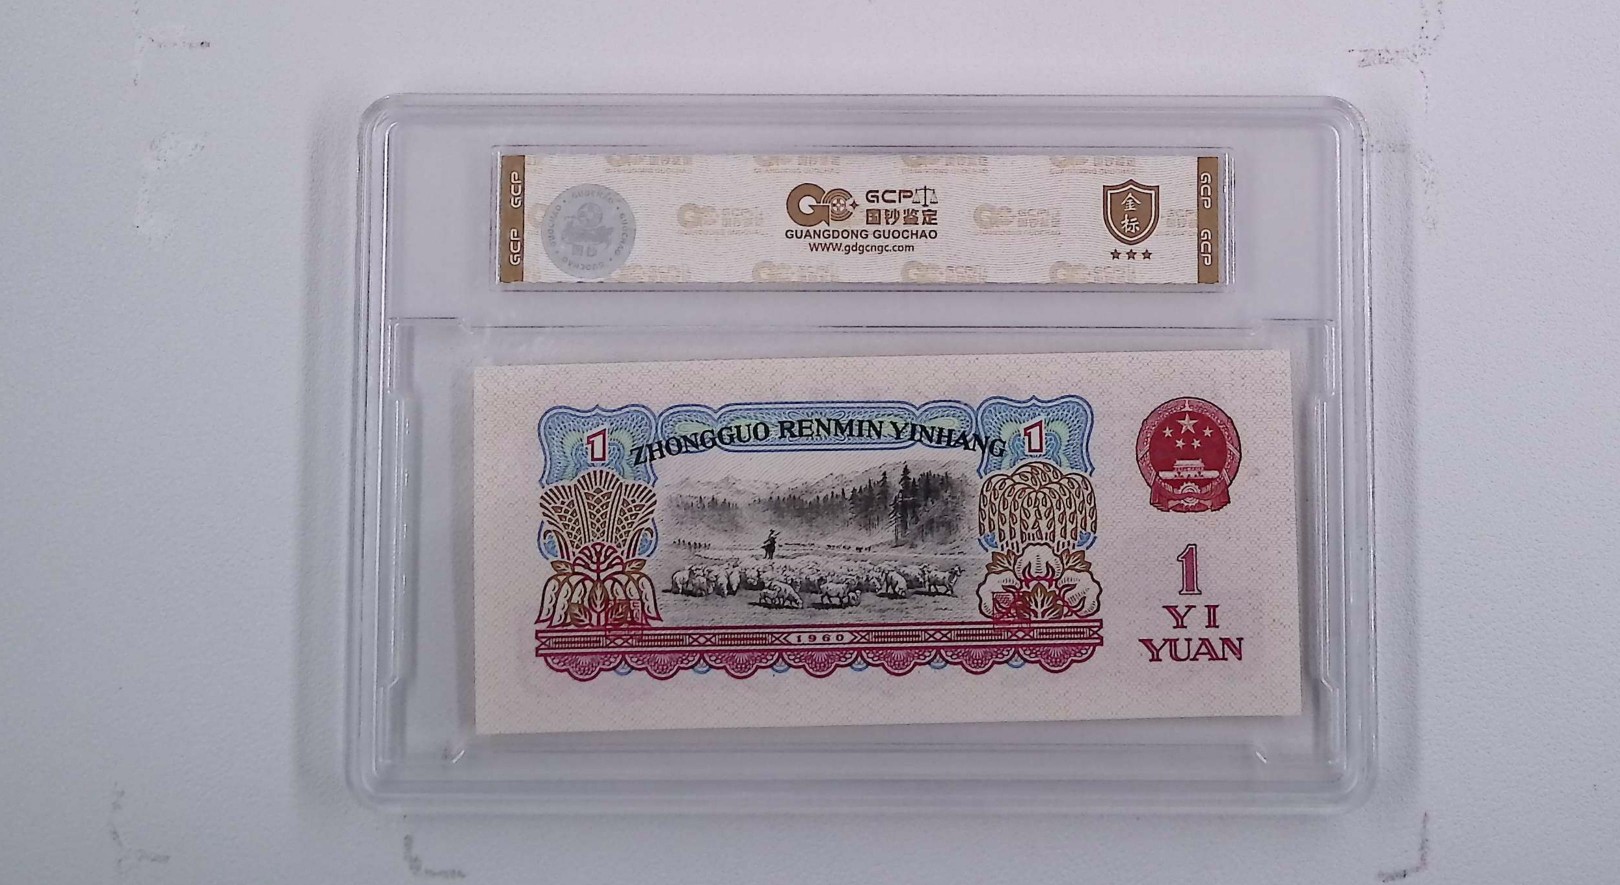 GCP
GCP
GCP
国钞鉴定
GUANGDONG GUOCHAO
WWW.gdgcngc.com
金标
GCP
GCP
ZHONGGUO RENMIN YINHANG
1
1
1960
1
YI
YUAN